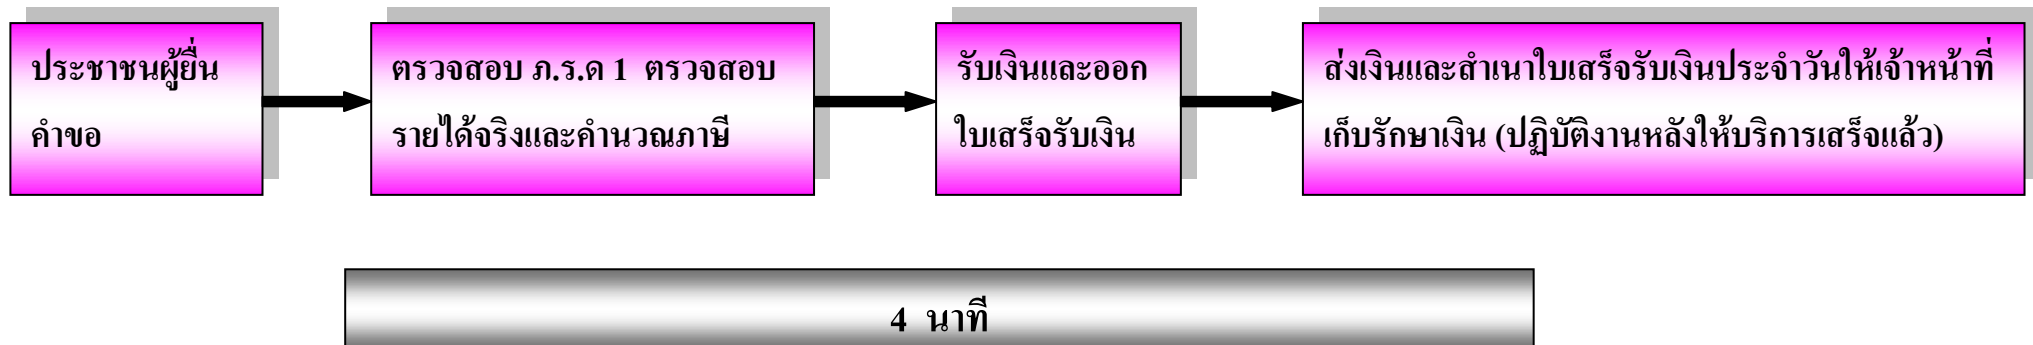 ประชาชนผู้ยื่น
คำขอ
ตรวจสอบ ภ.ร.ด 1 ตรวจสอบ
รายได้จริงและคำนวณภาษี
รับเงินและออก
ใบเสร็จรับเงิน
ส่งเงินและสำเนาใบเสร็จรับเงินประจำวันให้เจ้าหน้าที่
เก็บรักษาเงิน (ปฏิบัติงานหลังให้บริการเสร็จแล้ว)
4 นาที